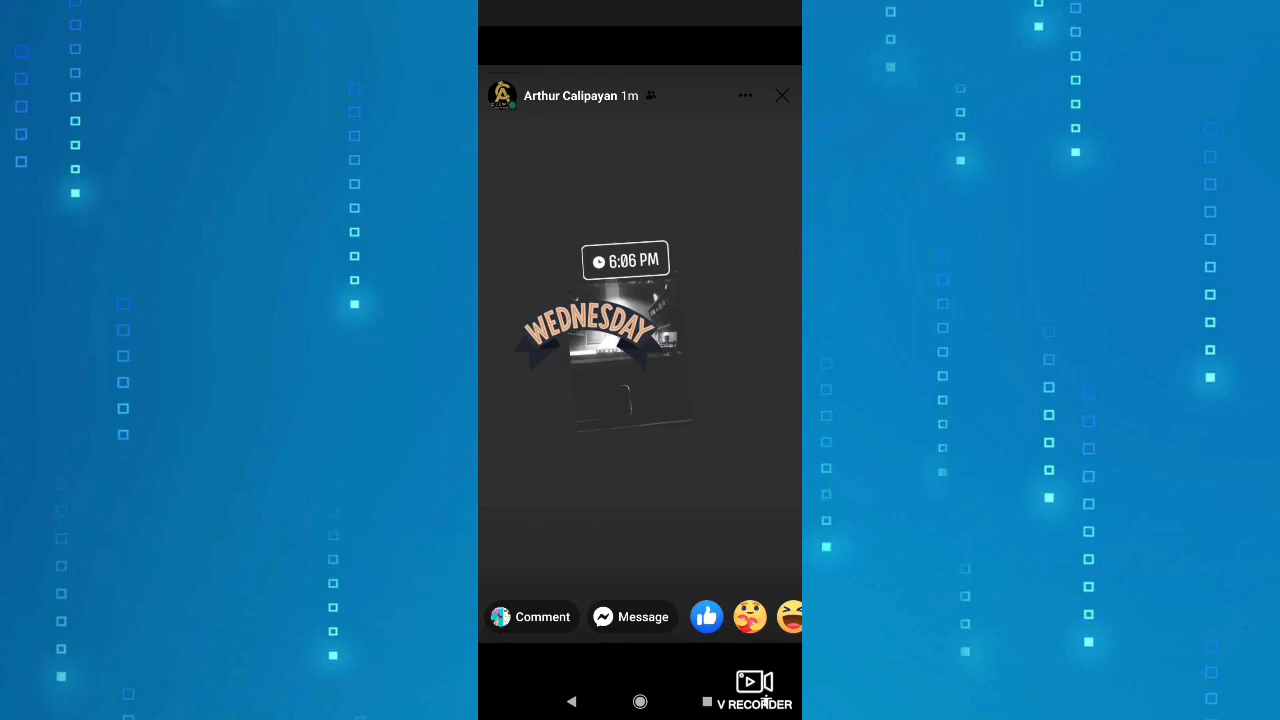 Arthur Calipayan 1m
6:06 PM
WEDNESDAY
Comment
Message
V RECORDER